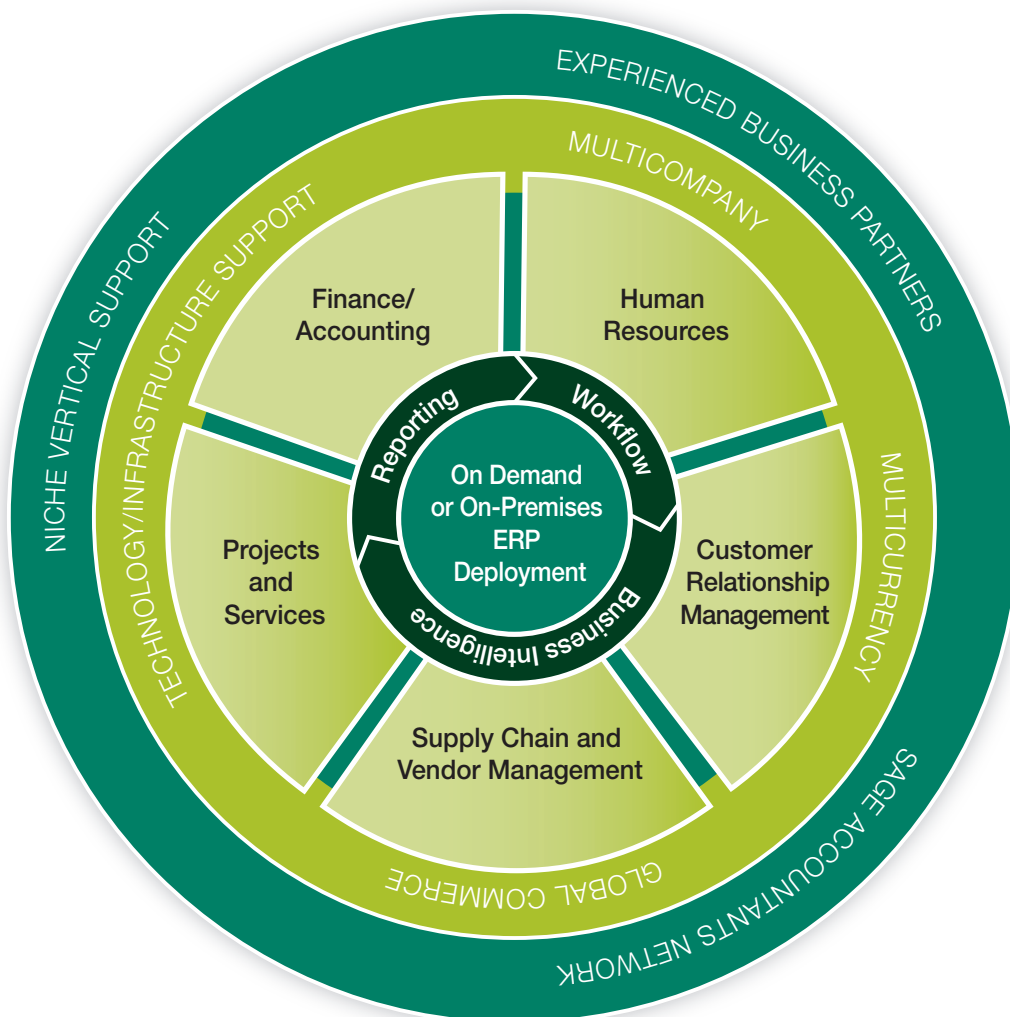 EXPERIENCED BUSINESS PARTNERS
NICHE VERTICAL SUPPORT
SAGE ACCOUNTANTS NETWORK
MULTICOMPANY
TECHNOLOGY/INFRASTRUCTURE SUPPORT
MULTICURRENCY
GLOBAL COMMERCE
Finance/
Accounting
Human
Resources
Customer
Relationship
Management
Supply Chain and
Vendor Management
Projects
and
Services
Reporting
Workflow
Business Intelligence
On Demand
or On-Premises
ERP
Deployment